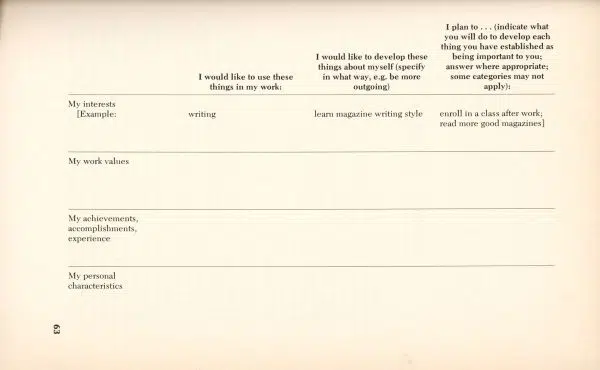 I would like to use these
things in my work:
I would like to develop these
things about myself (specify
in what way, e.g. be more
outgoing)
I plan to . . . (indicate what
you will do to develop each
thing you have established as
being important to you;
answer where appropriate;
some categories may not
apply):
My interests
[Example: writing learn magazine writing style enroll in a class after work;
read more good magazines]
My work values
My achievements,
accomplishments,
experience
My personal
characteristics
63